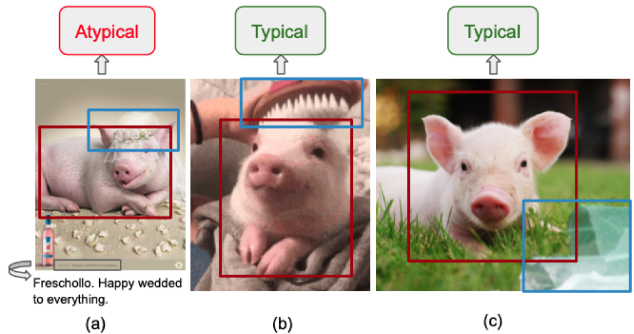 Atypical
Typical
Typical
Freschollo. Happy wedded
to everything.
(a)
(b)
(c)